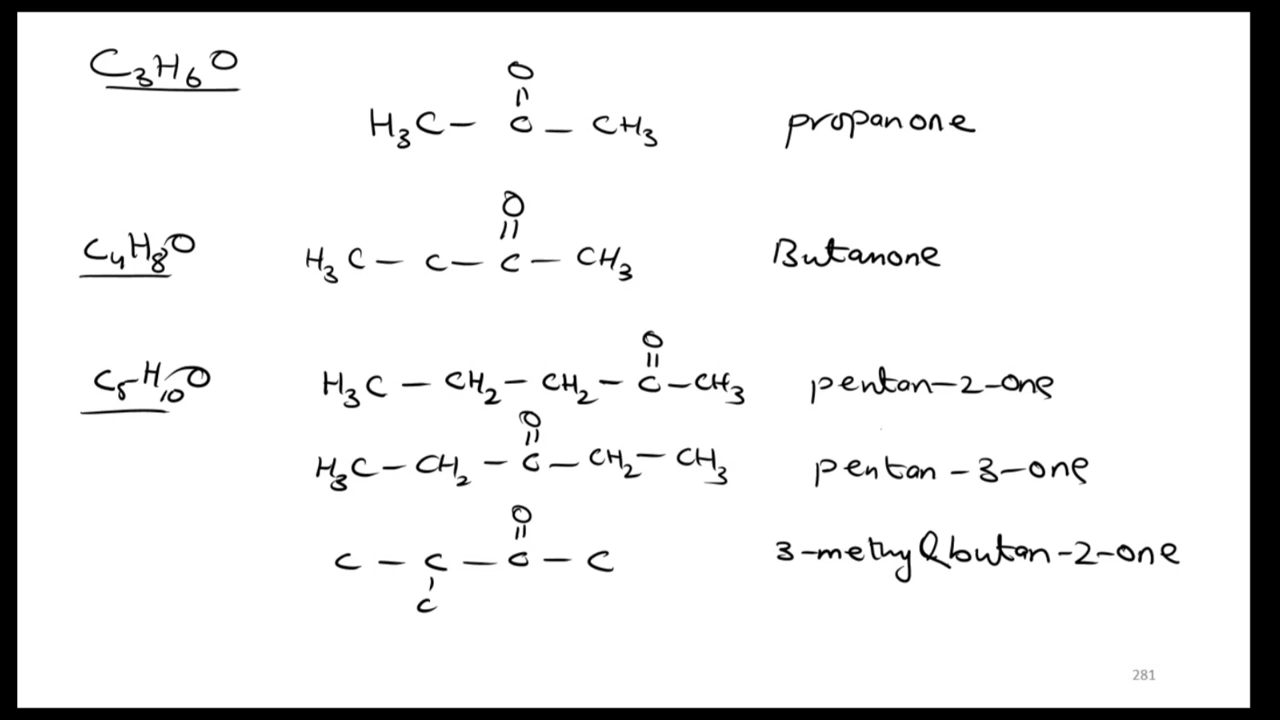 C₃H₆O
O
H₃C – C – CH₃ propanone
O
C₄H₈O H₃C – C – C – CH₃ Butanone
O
C₅H₁₀O H₃C – CH₂ – CH₂ – C – CH₃ pentan-2-one
O
H₃C – CH₂ – C – CH₂ – CH₃ pentan-3-one
O
C – C – C – C 3-methylbutan-2-one
C
281